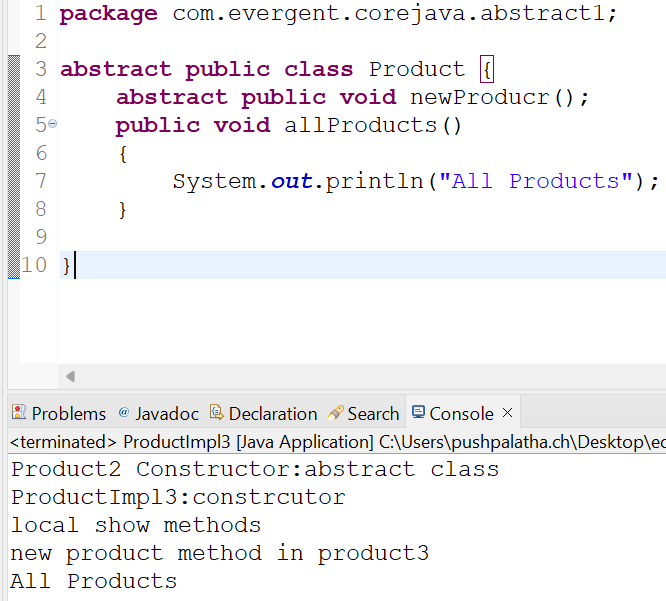 1 package com.evergent.corejava.abstract1;
2
3 abstract public class Product {
4 abstract public void newProducr();
5 public void allProducts()
6 {
7 System.out.println("All Products");
8 }
9
10 }
Problems @ Javadoc Declaration Search Console
<terminated> ProductImpl3 [Java Application] C:\Users\pushpalatha.ch\Desktop\ec
Product2 Constructor:abstract class
ProductImpl3:constrcutor
local show methods
new product method in product3
All Products